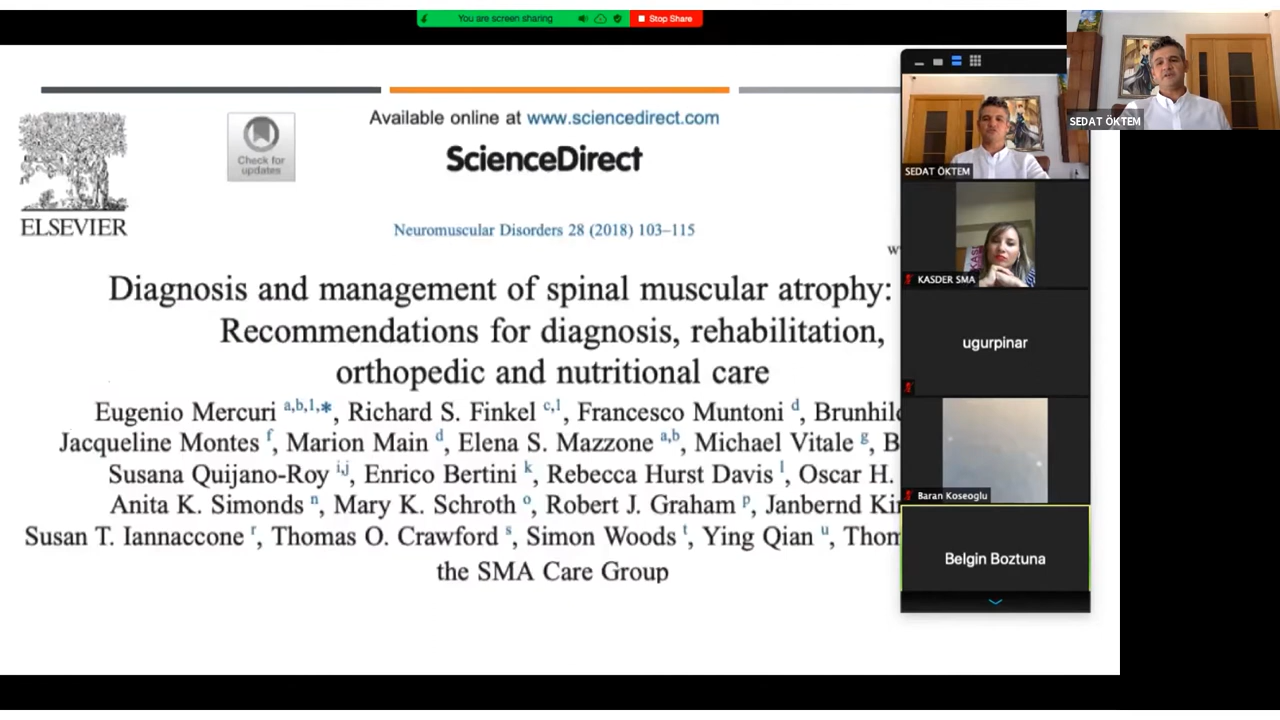 You are screen sharing
Stop Share
Available online at www.sciencedirect.com
ScienceDirect
Check for
updates
ELSEVIER
Neuromuscular Disorders 28 (2018) 103–115
Diagnosis and management of spinal muscular atrophy:
Recommendations for diagnosis, rehabilitation,
orthopedic and nutritional care
Eugenio Mercuri a,b,1,*, Richard S. Finkel c,1, Francesco Muntoni d,
Jacqueline Montes f, Marion Main d, Elena S. Mazzone a,b, Michael Vitale g, B
Susana Quijano-Roy i,j, Enrico Bertini k, Rebecca Hurst Davis l, Oscar H.
Anita K. Simonds n, Mary K. Schroth o, Robert J. Graham p, Janbernd
Susan T. Iannaccone r, Thomas O. Crawford s, Simon Woods t, Ying Qian u, Thom
the SMA Care Group
SEDAT ÖKTEM
KASDER SMA
ugurpinar
Baran Koseoglu
Belgin Boztuna
SEDAT ÖKTEM